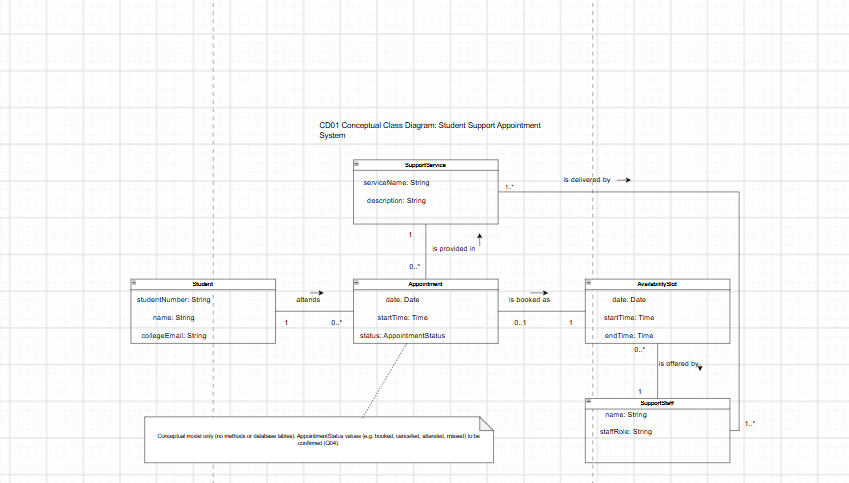 CD01 Conceptual Class Diagram: Student Support Appointment
System
SupportService
serviceName: String
description: String
1..*
is delivered by
1
is provided in
0..*
Student
studentNumber: String
name: String
collegeEmail: String
attends
1
0..*
Appointment
date: Date
startTime: Time
status: AppointmentStatus
is booked as
0..1
1
AvailabilitySlot
date: Date
startTime: Time
endTime: Time
0..*
is offered by
1
SupportStaff
name: String
staffRole: String
1..*
Conceptual model only (no methods or database tables). AppointmentStatus values (e.g. booked, cancelled, attended, missed) to be
confirmed (Q04).